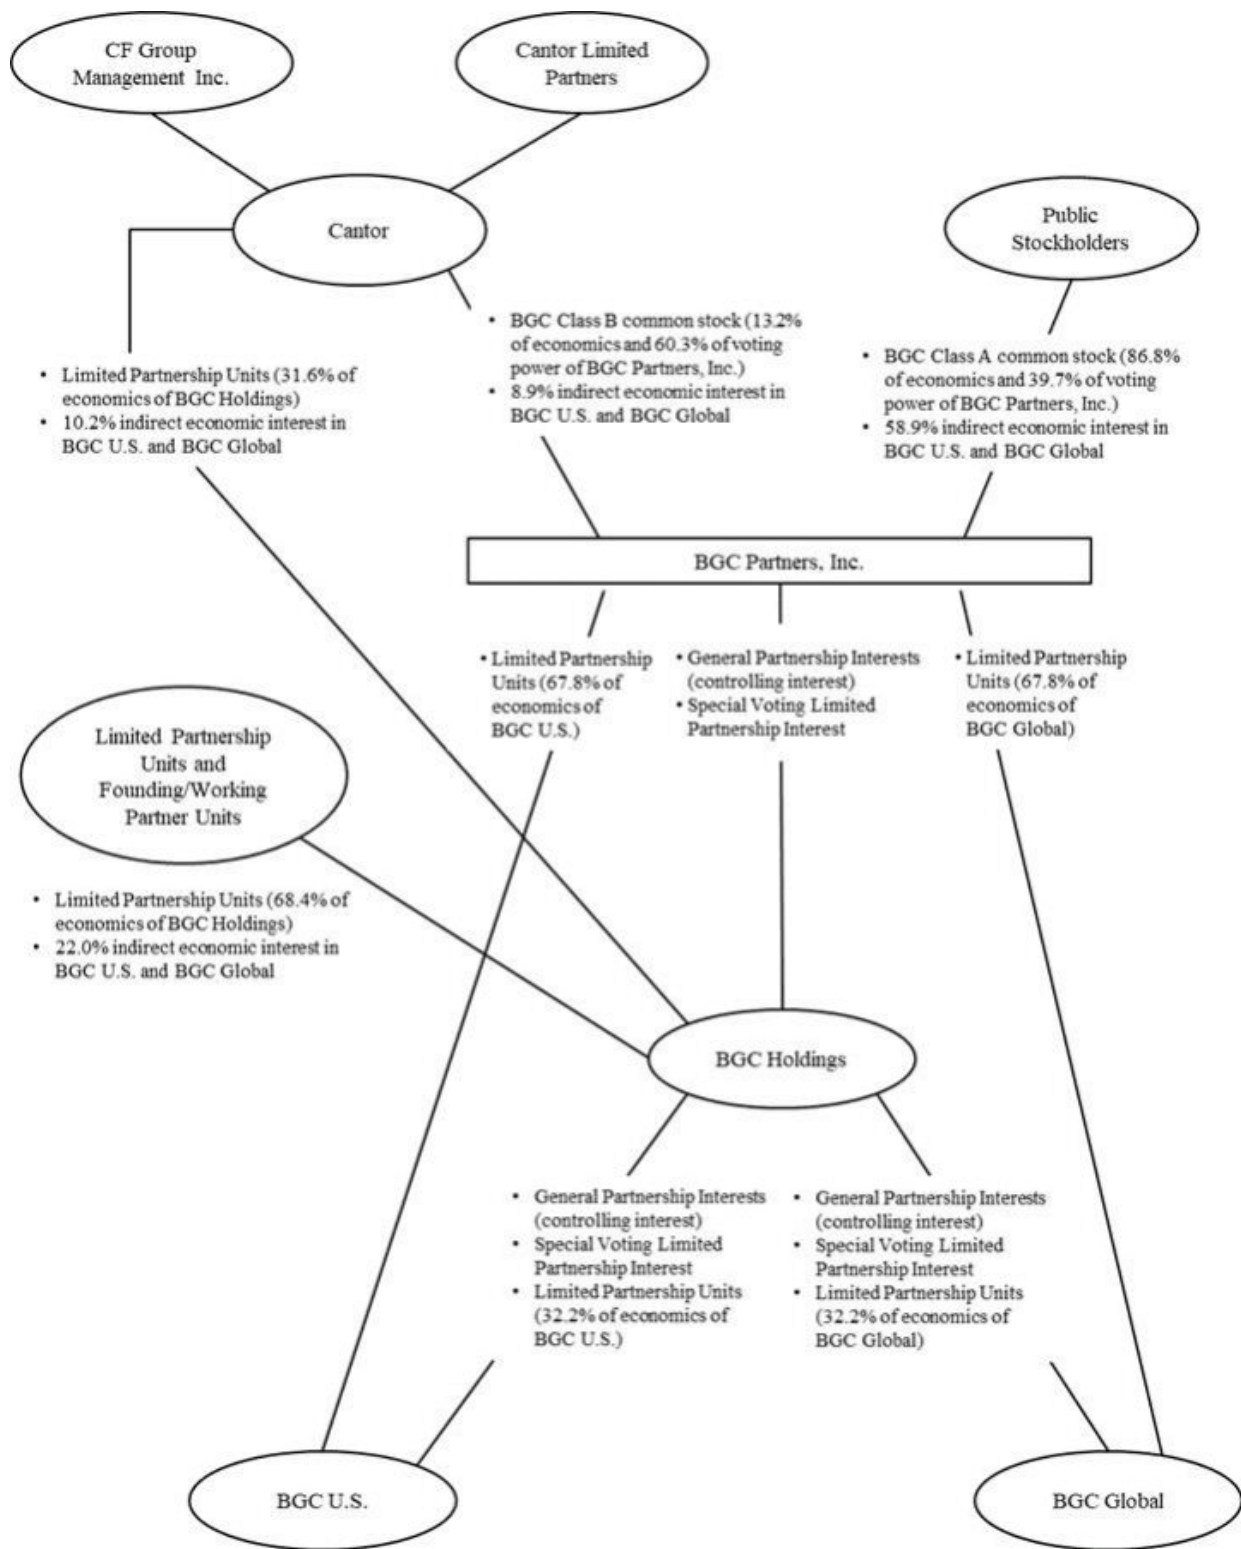 CF Group
Management Inc.
Cantor Limited
Partners
Cantor
Public
Stockholders
• BGC Class B common stock (13.2%
of economics and 60.3% of voting
power of BGC Partners, Inc.)
• 8.9% indirect economic interest in
BGC U.S. and BGC Global
• BGC Class A common stock (86.8%
of economics and 39.7% of voting
power of BGC Partners, Inc.)
• 58.9% indirect economic interest in
BGC U.S. and BGC Global
• Limited Partnership Units (31.6% of
economics of BGC Holdings)
• 10.2% indirect economic interest in
BGC U.S. and BGC Global
BGC Partners, Inc.
• Limited Partnership
Units (67.8% of
economics of
BGC U.S.)
• General Partnership Interests
(controlling interest)
• Special Voting Limited
Partnership Interest
• Limited Partnership
Units (67.8% of
economics of
BGC Global)
Limited Partnership
Units and
Founding/Working
Partner Units
• Limited Partnership Units (68.4% of
economics of BGC Holdings)
• 22.0% indirect economic interest in
BGC U.S. and BGC Global
BGC Holdings
• General Partnership Interests
(controlling interest)
• Special Voting Limited
Partnership Interest
• Limited Partnership Units
(32.2% of economics of
BGC U.S.)
• General Partnership Interests
(controlling interest)
• Special Voting Limited
Partnership Interest
• Limited Partnership Units
(32.2% of economics of
BGC Global)
BGC U.S.
BGC Global